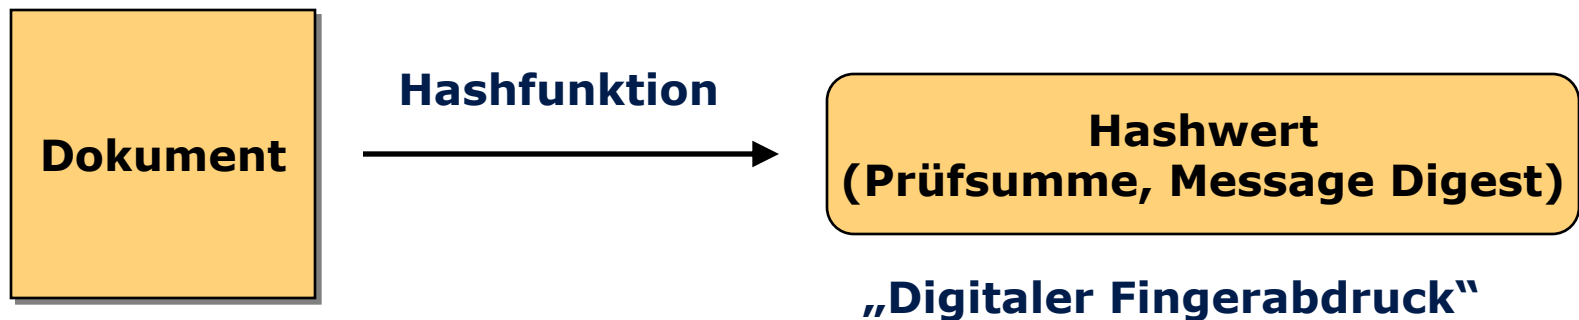 Dokument
Hashfunktion
Hashwert
(Prüfsumme, Message Digest)
„Digitaler Fingerabdruck“